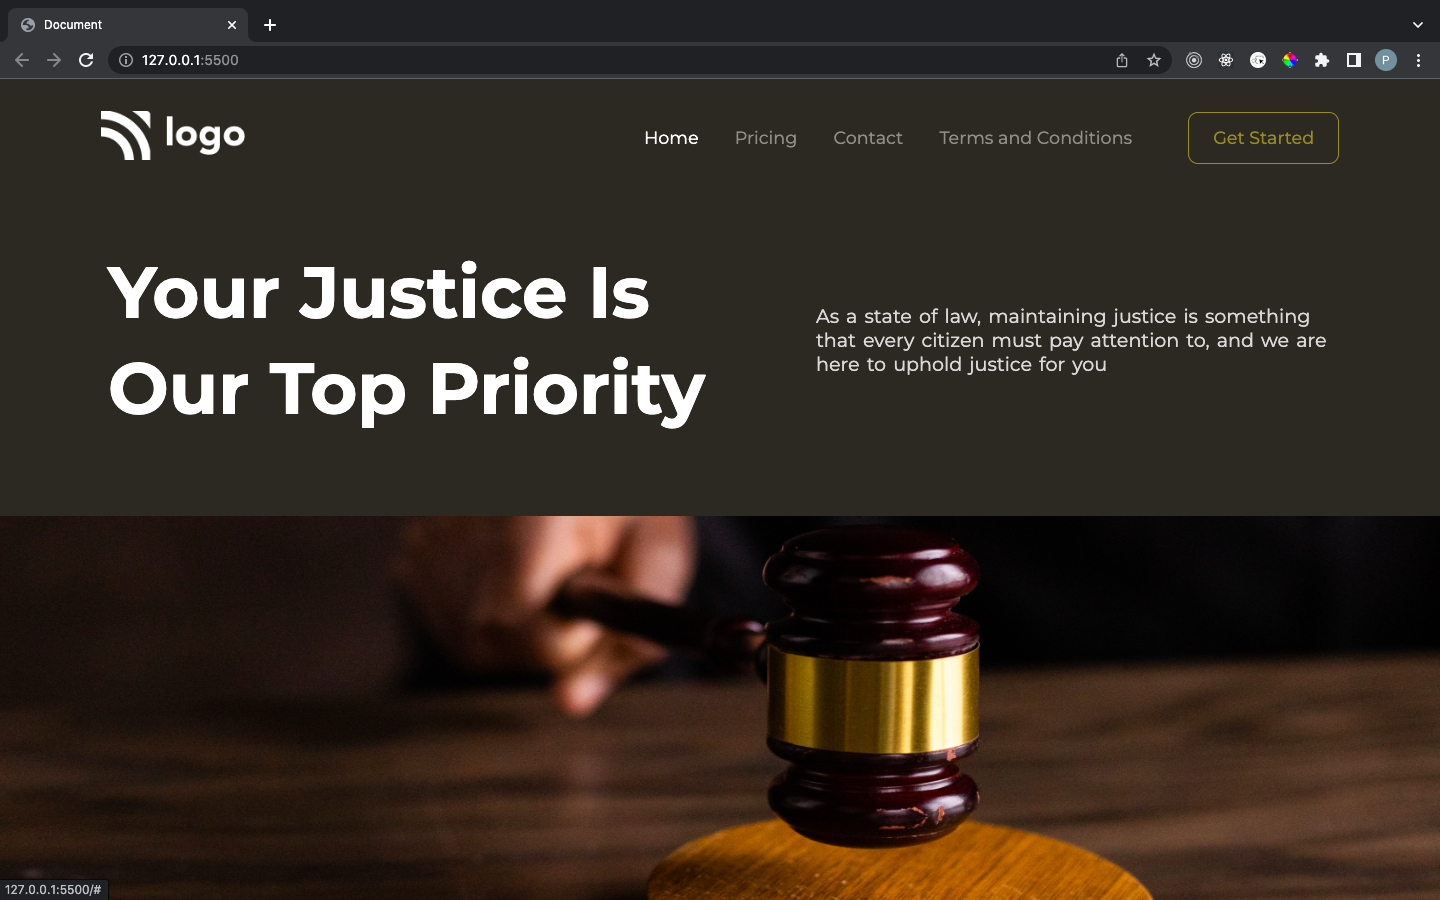 Document
127.0.0.1:5500
P
logo
Home
Pricing
Contact
Terms and Conditions
Get Started
Your Justice Is
Our Top Priority
As a state of law, maintaining justice is something
that every citizen must pay attention to, and we are
here to uphold justice for you
127.0.0.1:5500/#